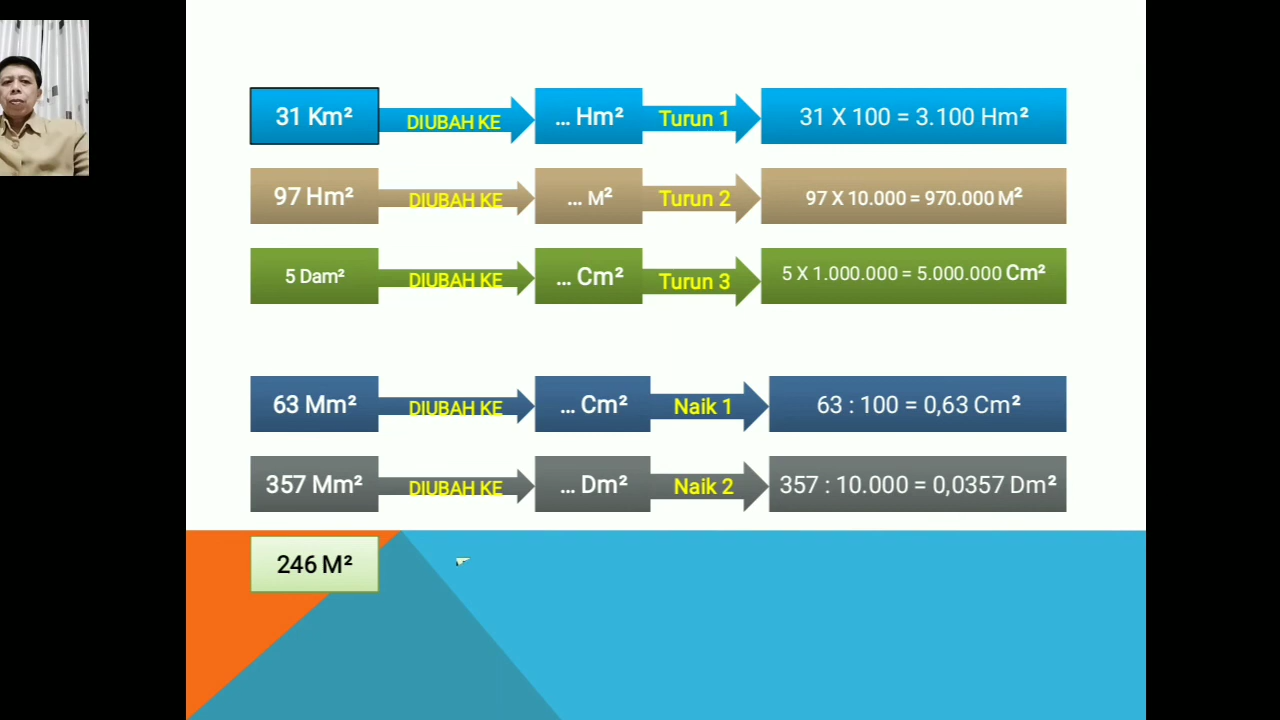 31 Km² DIUBAH KE ... Hm² Turun 1 31 X 100 = 3.100 Hm²
97 Hm² DIUBAH KE ... M² Turun 2 97 X 10.000 = 970.000 M²
5 Dam² DIUBAH KE ... Cm² Turun 3 5 X 1.000.000 = 5.000.000 Cm²
63 Mm² DIUBAH KE ... Cm² Naik 1 63 : 100 = 0,63 Cm²
357 Mm² DIUBAH KE ... Dm² Naik 2 357 : 10.000 = 0,0357 Dm²
246 M²